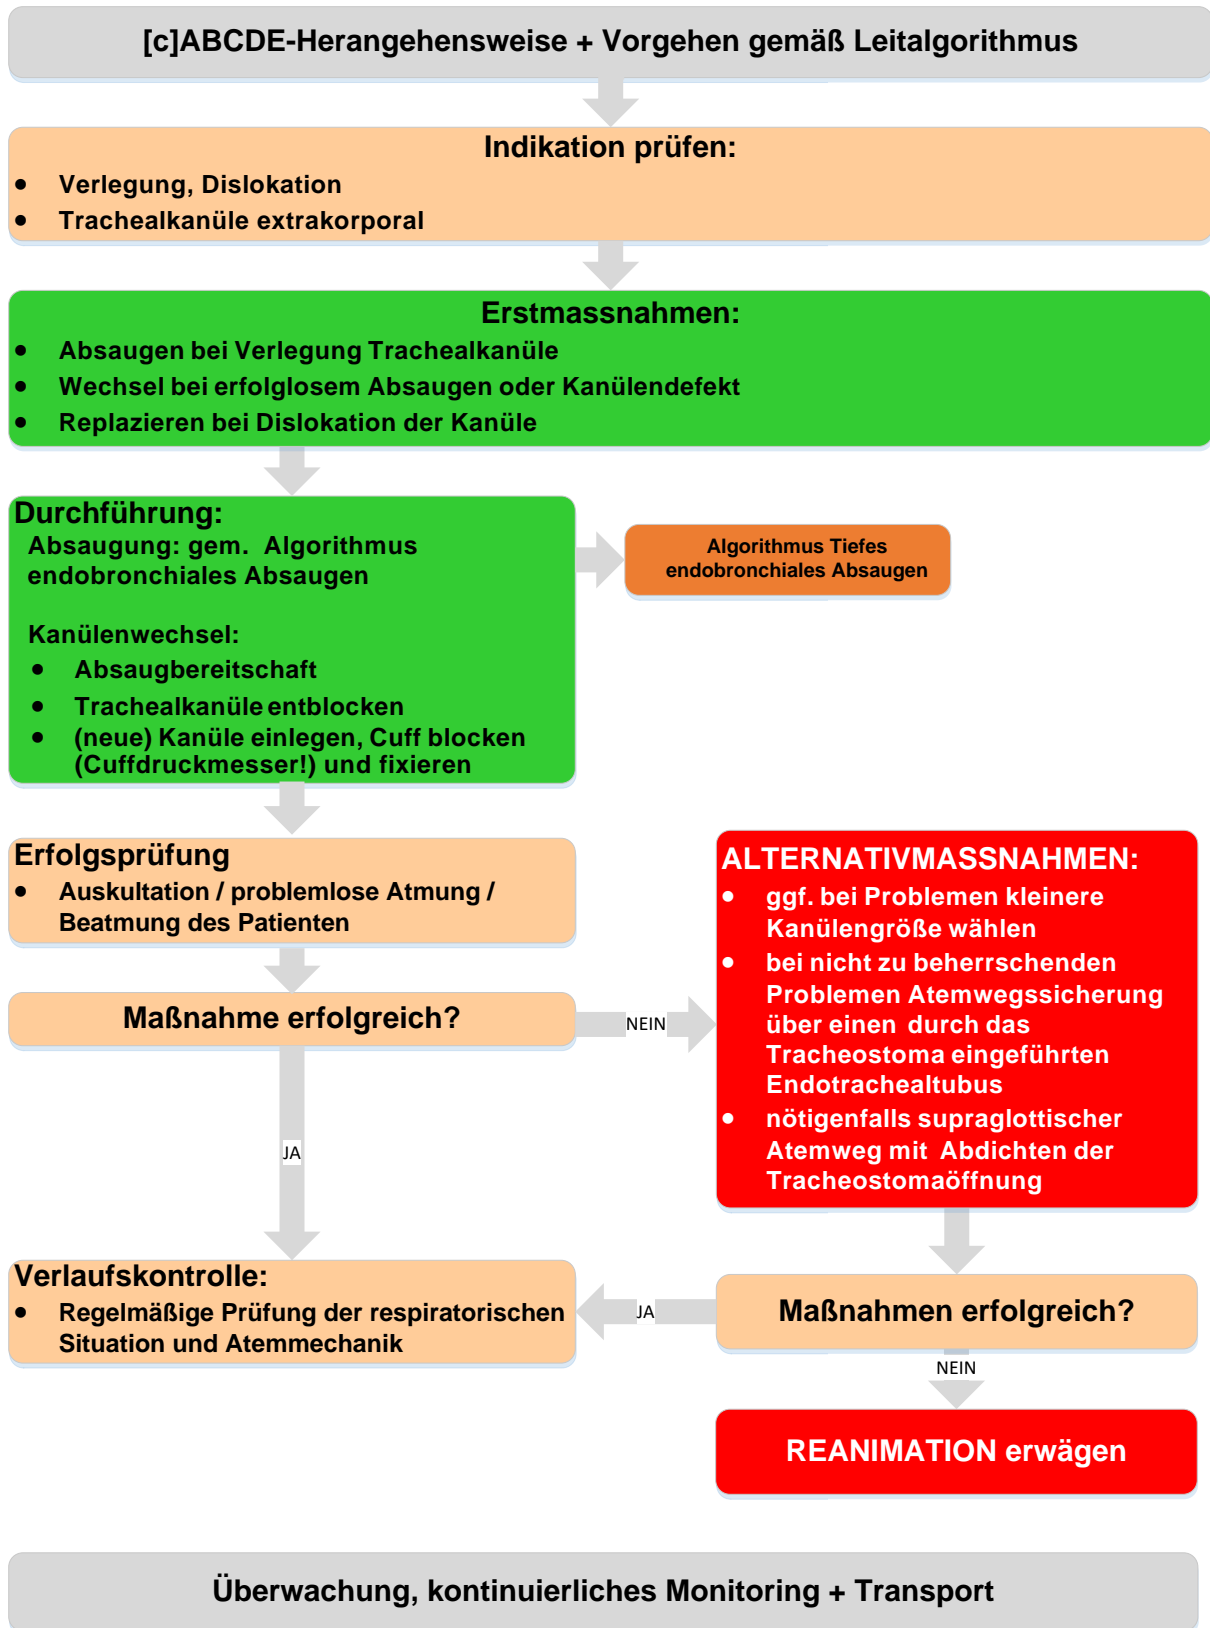 [c]ABCDE-Herangehensweise + Vorgehen gemäß Leitalgorithmus
Indikation prüfen:
• Verlegung, Dislokation
• Trachealkanüle extrakorporal
Erstmassnahmen:
• Absaugen bei Verlegung Trachealkanüle
• Wechsel bei erfolglosem Absaugen oder Kanülendefekt
• Replazieren bei Dislokation der Kanüle
Durchführung:
Absaugung: gem. Algorithmus
endobronchiales Absaugen
Kanülenwechsel:
• Absaugbereitschaft
• Trachealkanüle entblocken
• (neue) Kanüle einlegen, Cuff blocken
(Cuffdruckmesser!) und fixieren
Algorithmus Tiefes
endobronchiales Absaugen
Erfolgsprüfung
• Auskultation / problemlose Atmung /
Beatmung des Patienten
Maßnahme erfolgreich?
NEIN
ALTERNATIVMASSNAHMEN:
• ggf. bei Problemen kleinere
Kanülengröße wählen
• bei nicht zu beherrschenden
Problemen Atemwegssicherung
über einen durch das
Tracheostoma eingeführten
Endotrachealtubus
• nötigenfalls supraglottischer
Atemweg mit Abdichten der
Tracheostomaöffnung
JA
Verlaufskontrolle:
• Regelmäßige Prüfung der respiratorischen
Situation und Atemmechanik
JA
Maßnahmen erfolgreich?
NEIN
REANIMATION erwägen
Überwachung, kontinuierliches Monitoring + Transport